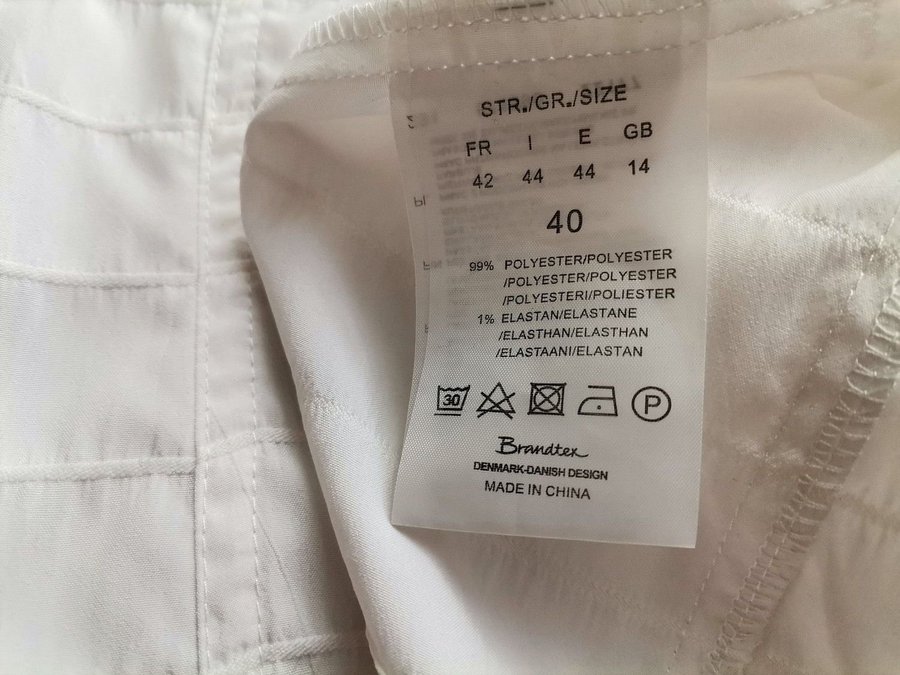 STR./GR./SIZE
FR I E GB
42 44 44 14
40
99% POLYESTER/POLYESTER
/POLYESTER/POLYESTER
/POLYESTERI/POLIESTER
1% ELASTAN/ELASTANE
/ELASTHAN/ELASTHAN
/ELASTAANI/ELASTAN
30 P
Brandtex
DENMARK-DANISH DESIGN
MADE IN CHINA